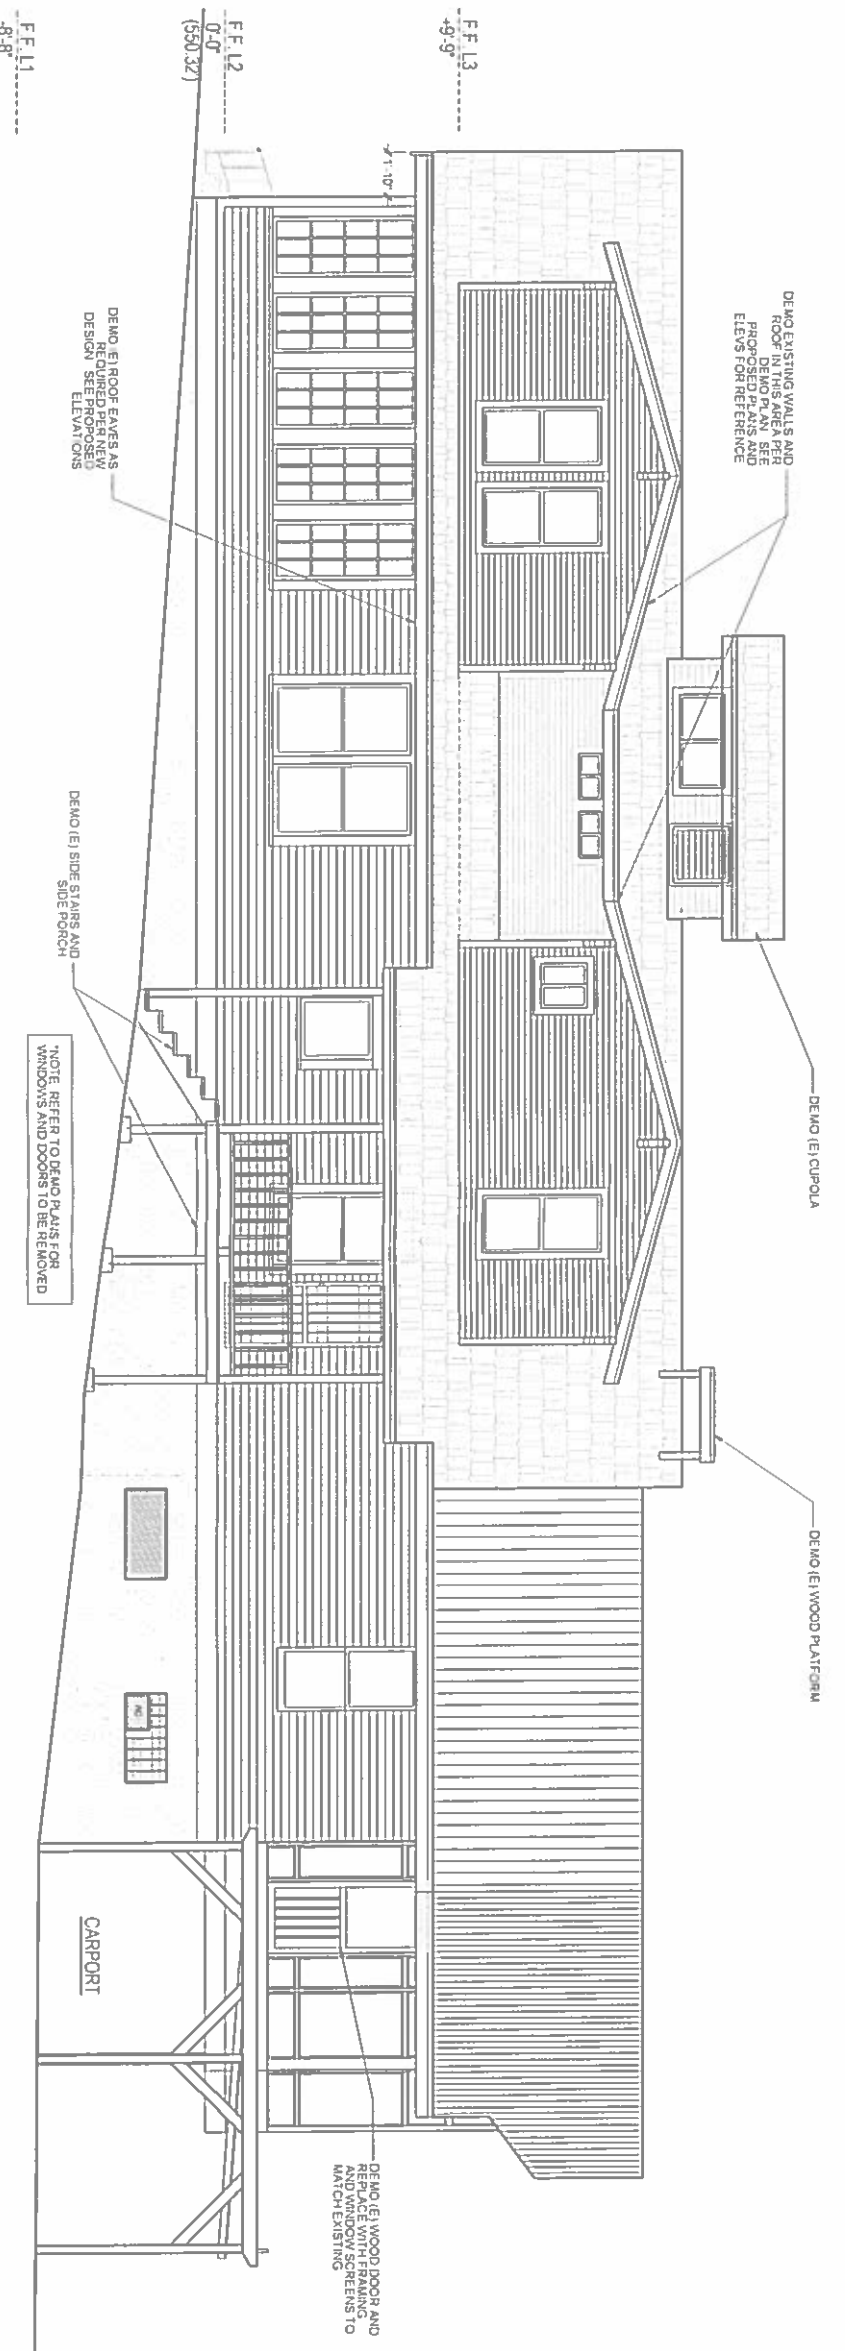 F.F. L3
+9'-9"
F.F. L2
0'-0"
(550.32')
F.F. L1
-8'-8"
1'-10"
DEMO EXISTING WALLS AND
ROOF IN THIS AREA PER
DEMO PLAN SEE
PROPOSED PLANS AND
ELEVS FOR REFERENCE
DEMO (E) CUPOLA
DEMO (E) WOOD PLATFORM
DEMO (E) ROOF EAVES AS
REQUIRED PER NEW
DESIGN SEE PROPOSED
ELEVATIONS
DEMO (E) SIDE STAIRS AND
SIDE PORCH
*NOTE REFER TO DEMO PLANS FOR
WINDOWS AND DOORS TO BE REMOVED
CARPORT
DEMO (E) WOOD DOOR AND
REPLACE WITH FRAMING
AND WINDOW SCREENS TO
MATCH EXISTING